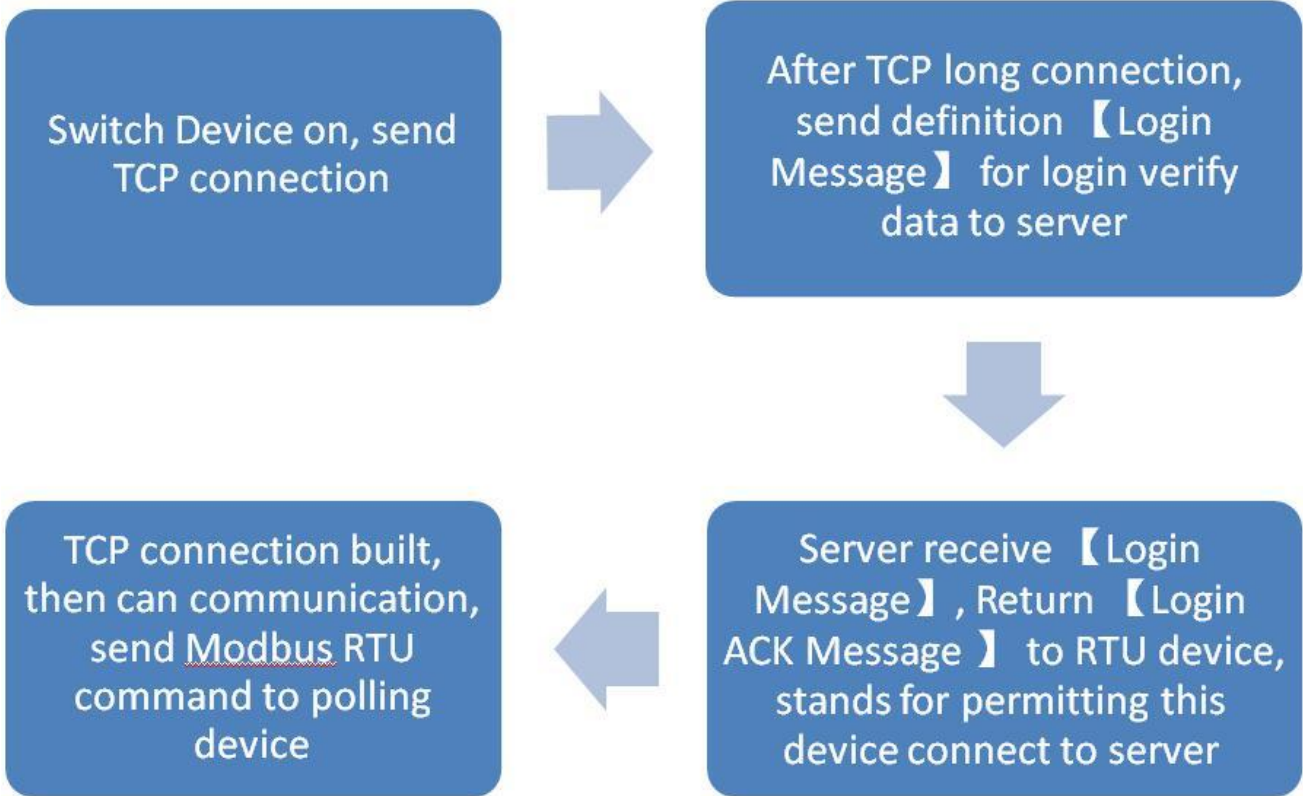 Switch Device on, send
TCP connection
After TCP long connection,
send definition 【Login
Message】 for login verify
data to server
Server receive 【Login
Message】, Return 【Login
ACK Message 】 to RTU device,
stands for permitting this
device connect to server
TCP connection built,
then can communication,
send Modbus RTU
command to polling
device